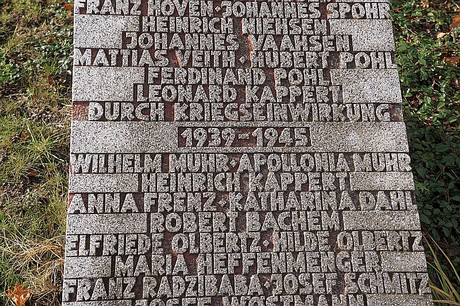 FRANZ HOVEN · JOHANNES SPOHR
HEINRICH NIEHSEN
JOHANNES VAAHSEN
MATTIAS VEITH · HUBERT POHL
FERDINAND POHL
LEONARD KAPPERT
DURCH KRIEGSEINWIRKUNG
1939-1945
WILHELM MUHR · APOLLONIA MUHR
HEINRICH KAPPERT
ANNA FRENZ · KATHARINA DAHL
ROBERT BACHEM
ELFRIEDE OLBERTZ · HILDE OLBERTZ
MARIA HEFFENMENGER
FRANZ RADZIBABA · JOSEF SCHMITZ